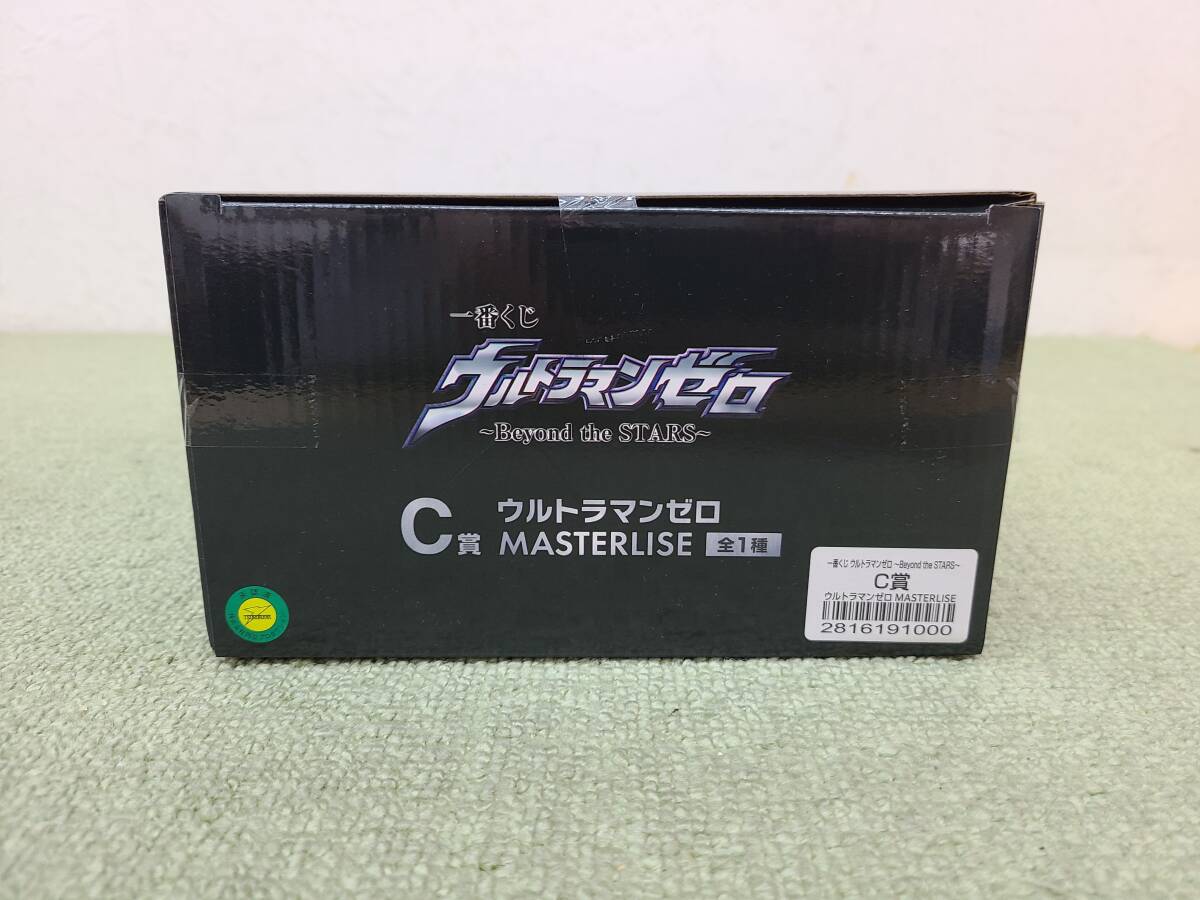 一番くじ
ウルトラマンゼロ
~Beyond the STARS~
C賞
ウルトラマンゼロ
MASTERLISE 全1種
一番くじ ウルトラマンゼロ ~Beyond the STARS~
C賞
ウルトラマンゼロ MASTERLISE
2816191000